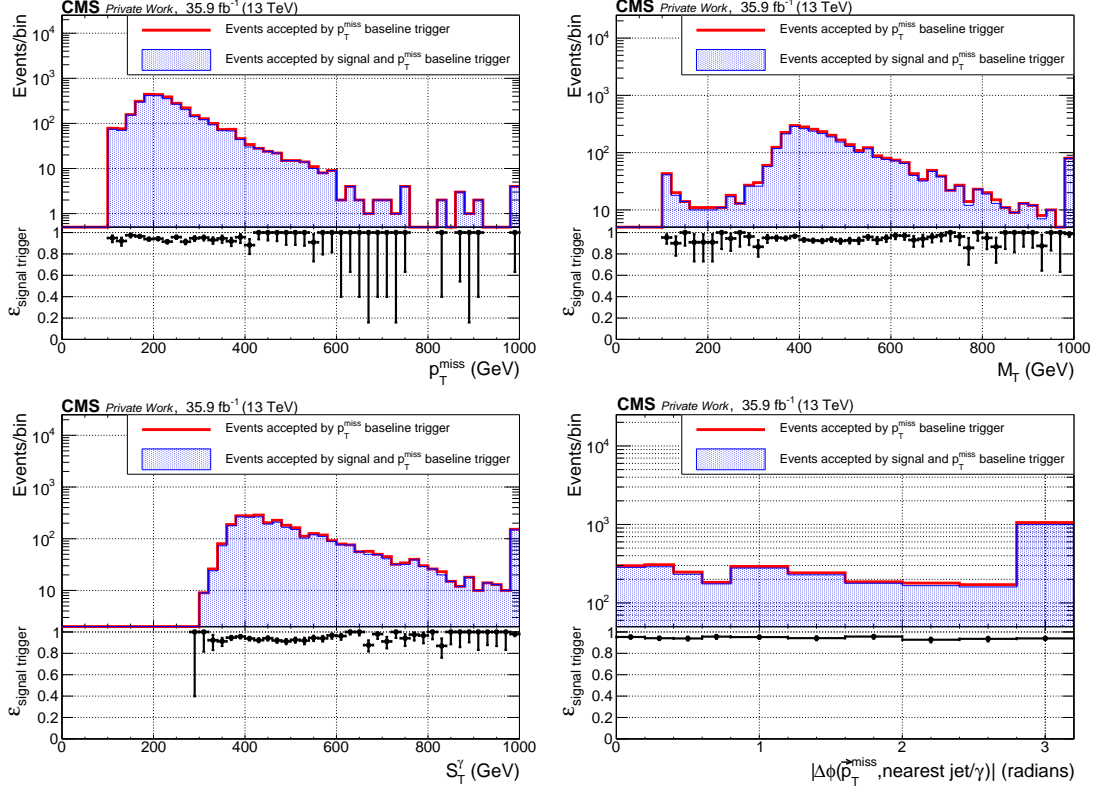 CMS Private Work, 35.9 fb⁻¹ (13 TeV)
Events accepted by p_T^miss baseline trigger
Events accepted by signal and p_T^miss baseline trigger
Events/bin
10⁴
10³
10²
10
1
ε_signal trigger
1
0.8
0.6
0.4
0.2
0
0 200 400 600 800 1000
p_T^miss (GeV)
CMS Private Work, 35.9 fb⁻¹ (13 TeV)
Events accepted by p_T^miss baseline trigger
Events accepted by signal and p_T^miss baseline trigger
Events/bin
10⁴
10³
10²
10
ε_signal trigger
1
0.8
0.6
0.4
0.2
0
0 200 400 600 800 1000
M_T (GeV)
CMS Private Work, 35.9 fb⁻¹ (13 TeV)
Events accepted by p_T^miss baseline trigger
Events accepted by signal and p_T^miss baseline trigger
Events/bin
10⁴
10³
10²
10
ε_signal trigger
1
0.8
0.6
0.4
0.2
0
0 200 400 600 800 1000
S_T^γ (GeV)
CMS Private Work, 35.9 fb⁻¹ (13 TeV)
Events accepted by p_T^miss baseline trigger
Events accepted by signal and p_T^miss baseline trigger
Events/bin
10⁴
10³
10²
ε_signal trigger
1
0.8
0.6
0.4
0.2
0
0 1 2 3
|Δϕ(p⃗_T^miss,nearest jet/γ)| (radians)